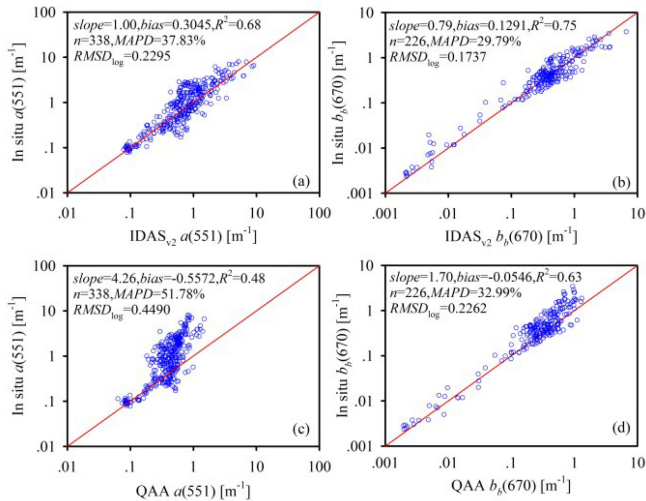 100
10
1
.1
.01
slope=1.00,bias=0.3045,R²=0.68
n=338,MAPD=37.83%
RMSD_log=0.2295
In situ a(551) [m⁻¹]
(a)
.01 .1 1 10 100
IDAS_v2 a(551) [m⁻¹]
10
1
.1
.01
.001
slope=0.79,bias=0.1291,R²=0.75
n=226,MAPD=29.79%
RMSD_log=0.1737
In situ b_b(670) [m⁻¹]
(b)
.001 .01 .1 1 10
IDAS_v2 b_b(670) [m⁻¹]
100
10
1
.1
.01
slope=4.26,bias=-0.5572,R²=0.48
n=338,MAPD=51.78%
RMSD_log=0.4490
In situ a(551) [m⁻¹]
(c)
.01 .1 1 10 100
QAA a(551) [m⁻¹]
10
1
.1
.01
.001
slope=1.70,bias=-0.0546,R²=0.63
n=226,MAPD=32.99%
RMSD_log=0.2262
In situ b_b(670) [m⁻¹]
(d)
.001 .01 .1 1 10
QAA b_b(670) [m⁻¹]